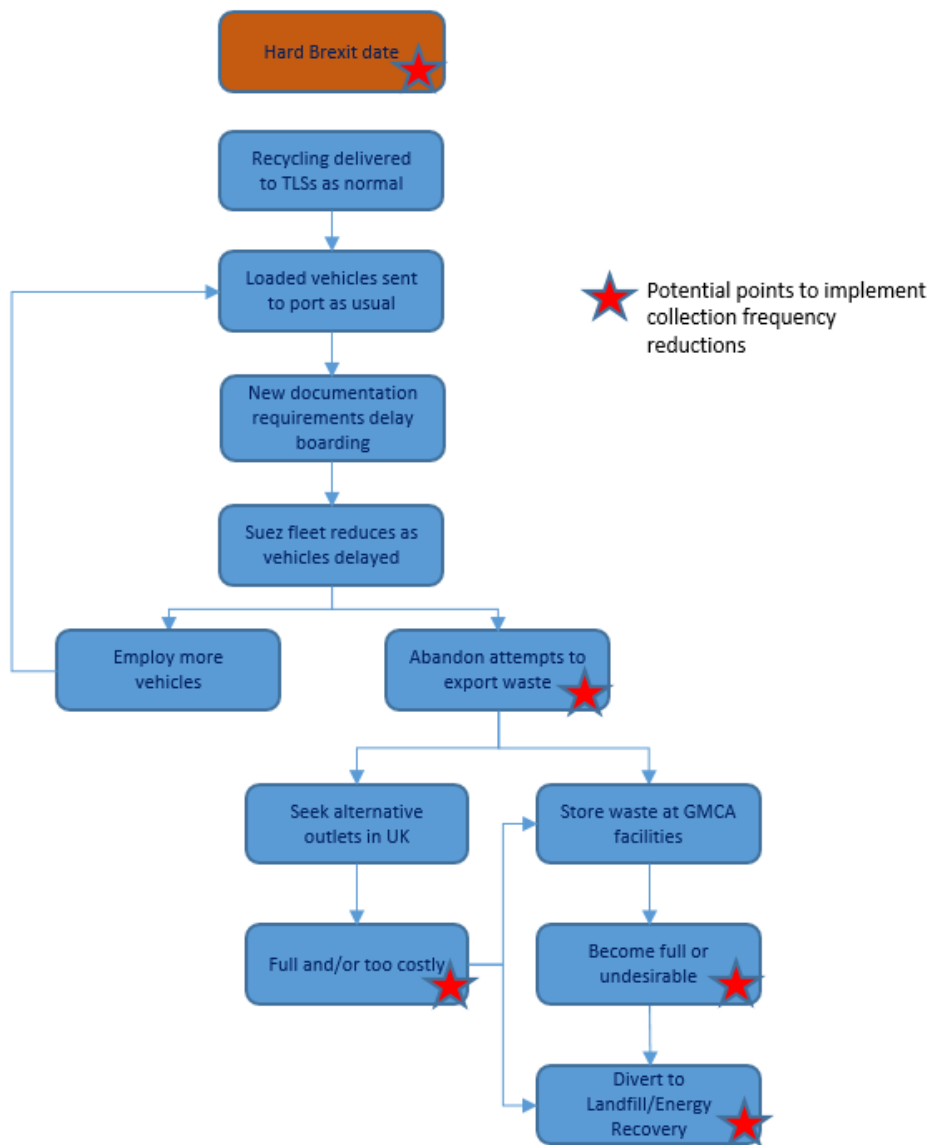 Hard Brexit date
Recycling delivered
to TLSs as normal
Loaded vehicles sent
to port as usual
Potential points to implement
collection frequency
reductions
New documentation
requirements delay
boarding
Suez fleet reduces as
vehicles delayed
Employ more
vehicles
Abandon attempts to
export waste
Seek alternative
outlets in UK
Store waste at GMCA
facilities
Full and/or too costly
Become full or
undesirable
Divert to
Landfill/Energy
Recovery